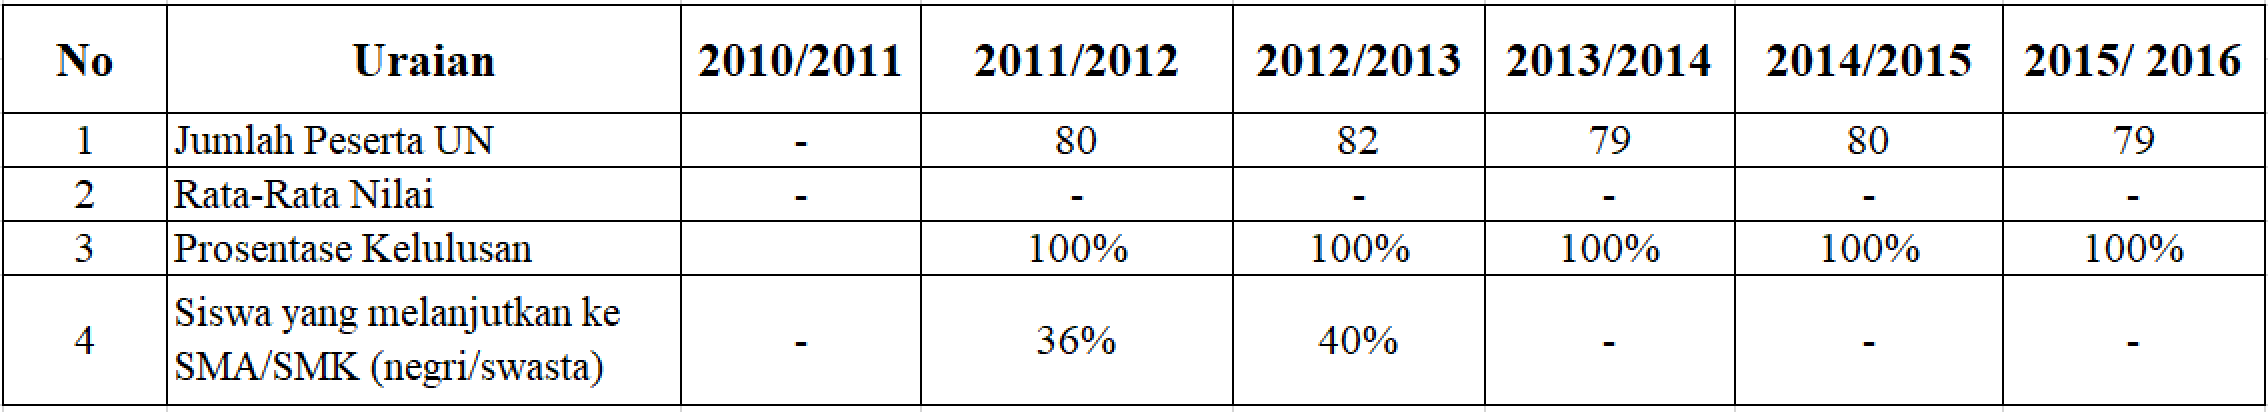 No Uraian 2010/2011 2011/2012 2012/2013 2013/2014 2014/2015 2015/ 2016
1 Jumlah Peserta UN - 80 82 79 80 79
2 Rata-Rata Nilai - - - - - -
3 Prosentase Kelulusan 100% 100% 100% 100% 100%
4 Siswa yang melanjutkan ke
SMA/SMK (negri/swasta) - 36% 40% - - -